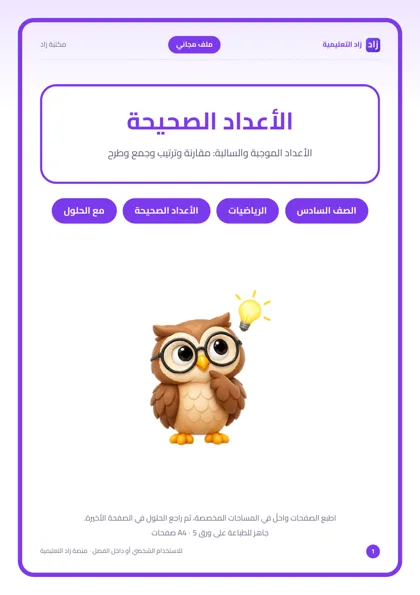 زاد زاد التعليمية
ملف مجاني
مكتبة زاد
الأعداد الصحيحة
الأعداد الموجبة والسالبة: مقارنة وترتيب وجمع وطرح
الصف السادس
الرياضيات
الأعداد الصحيحة
مع الحلول
اطبع الصفحات واحلّ في المساحات المخصصة، ثم راجع الحلول في الصفحة الأخيرة.
جاهز للطباعة على ورق A4 · 5 صفحات
1
للاستخدام الشخصي أو داخل الفصل · منصة زاد التعليمية